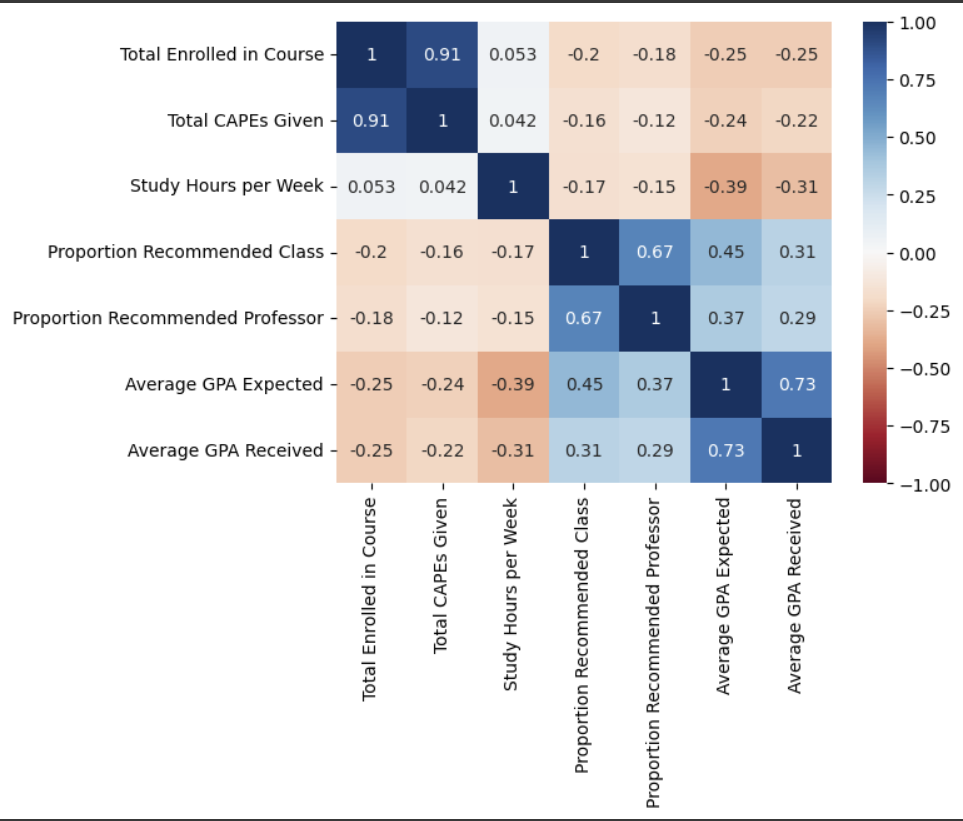 Total Enrolled in Course 1 0.91 0.053 -0.2 -0.18 -0.25 -0.25
Total CAPEs Given 0.91 1 0.042 -0.16 -0.12 -0.24 -0.22
Study Hours per Week 0.053 0.042 1 -0.17 -0.15 -0.39 -0.31
Proportion Recommended Class -0.2 -0.16 -0.17 1 0.67 0.45 0.31
Proportion Recommended Professor -0.18 -0.12 -0.15 0.67 1 0.37 0.29
Average GPA Expected -0.25 -0.24 -0.39 0.45 0.37 1 0.73
Average GPA Received -0.25 -0.22 -0.31 0.31 0.29 0.73 1
Total Enrolled in Course
Total CAPEs Given
Study Hours per Week
Proportion Recommended Class
Proportion Recommended Professor
Average GPA Expected
Average GPA Received
1.00
0.75
0.50
0.25
0.00
−0.25
−0.50
−0.75
−1.00